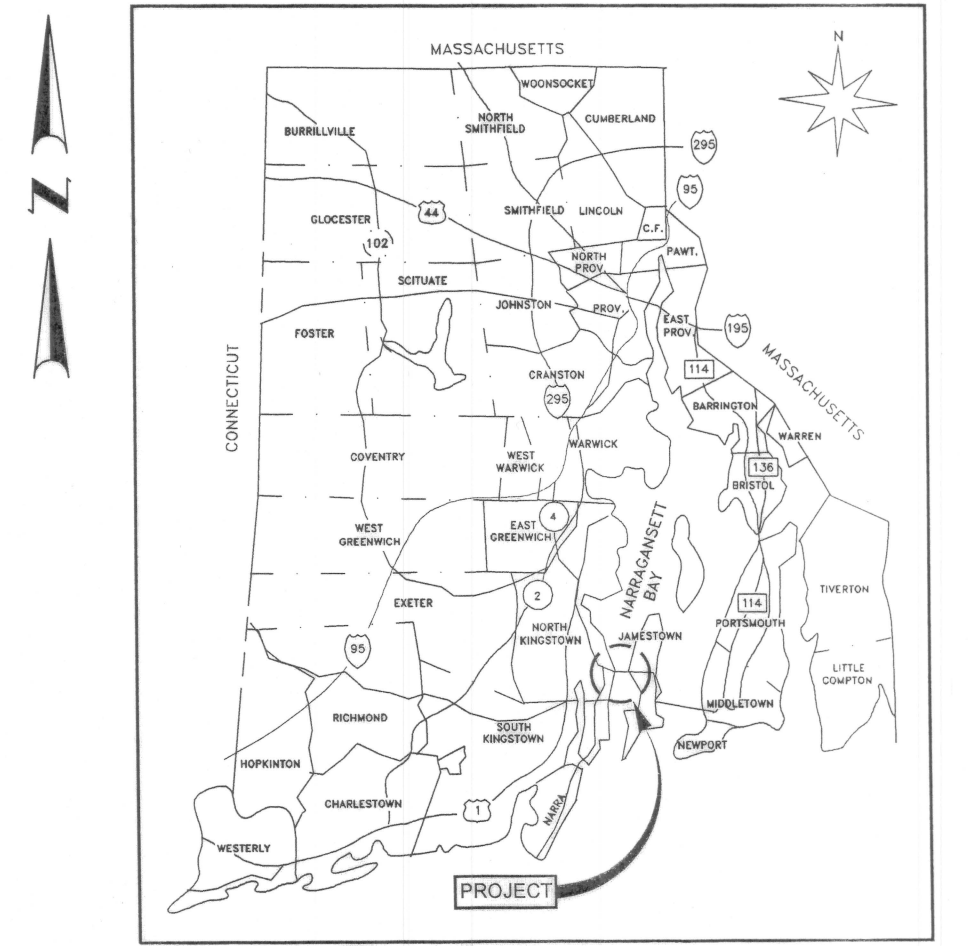 MASSACHUSETTS
N
WOONSOCKET
NORTH
SMITHFIELD
CUMBERLAND
BURRILLVILLE
295
95
N
SMITHFIELD
LINCOLN
44
GLOCESTER
C.F.
102
PAWT.
NORTH
PROV.
SCITUATE
JOHNSTON
PROV.
EAST
PROV.
195
FOSTER
MASSACHUSETTS
114
CONNECTICUT
CRANSTON
295
BARRINGTON
WARREN
WARWICK
COVENTRY
WEST
WARWICK
136
BRISTOL
4
WEST
GREENWICH
EAST
GREENWICH
NARRAGANSETT
BAY
TIVERTON
2
EXETER
114
PORTSMOUTH
NORTH
KINGSTOWN
JAMESTOWN
95
LITTLE
COMPTON
MIDDLETOWN
RICHMOND
SOUTH
KINGSTOWN
NEWPORT
HOPKINTON
CHARLESTOWN
1
NARRA
WESTERLY
PROJECT